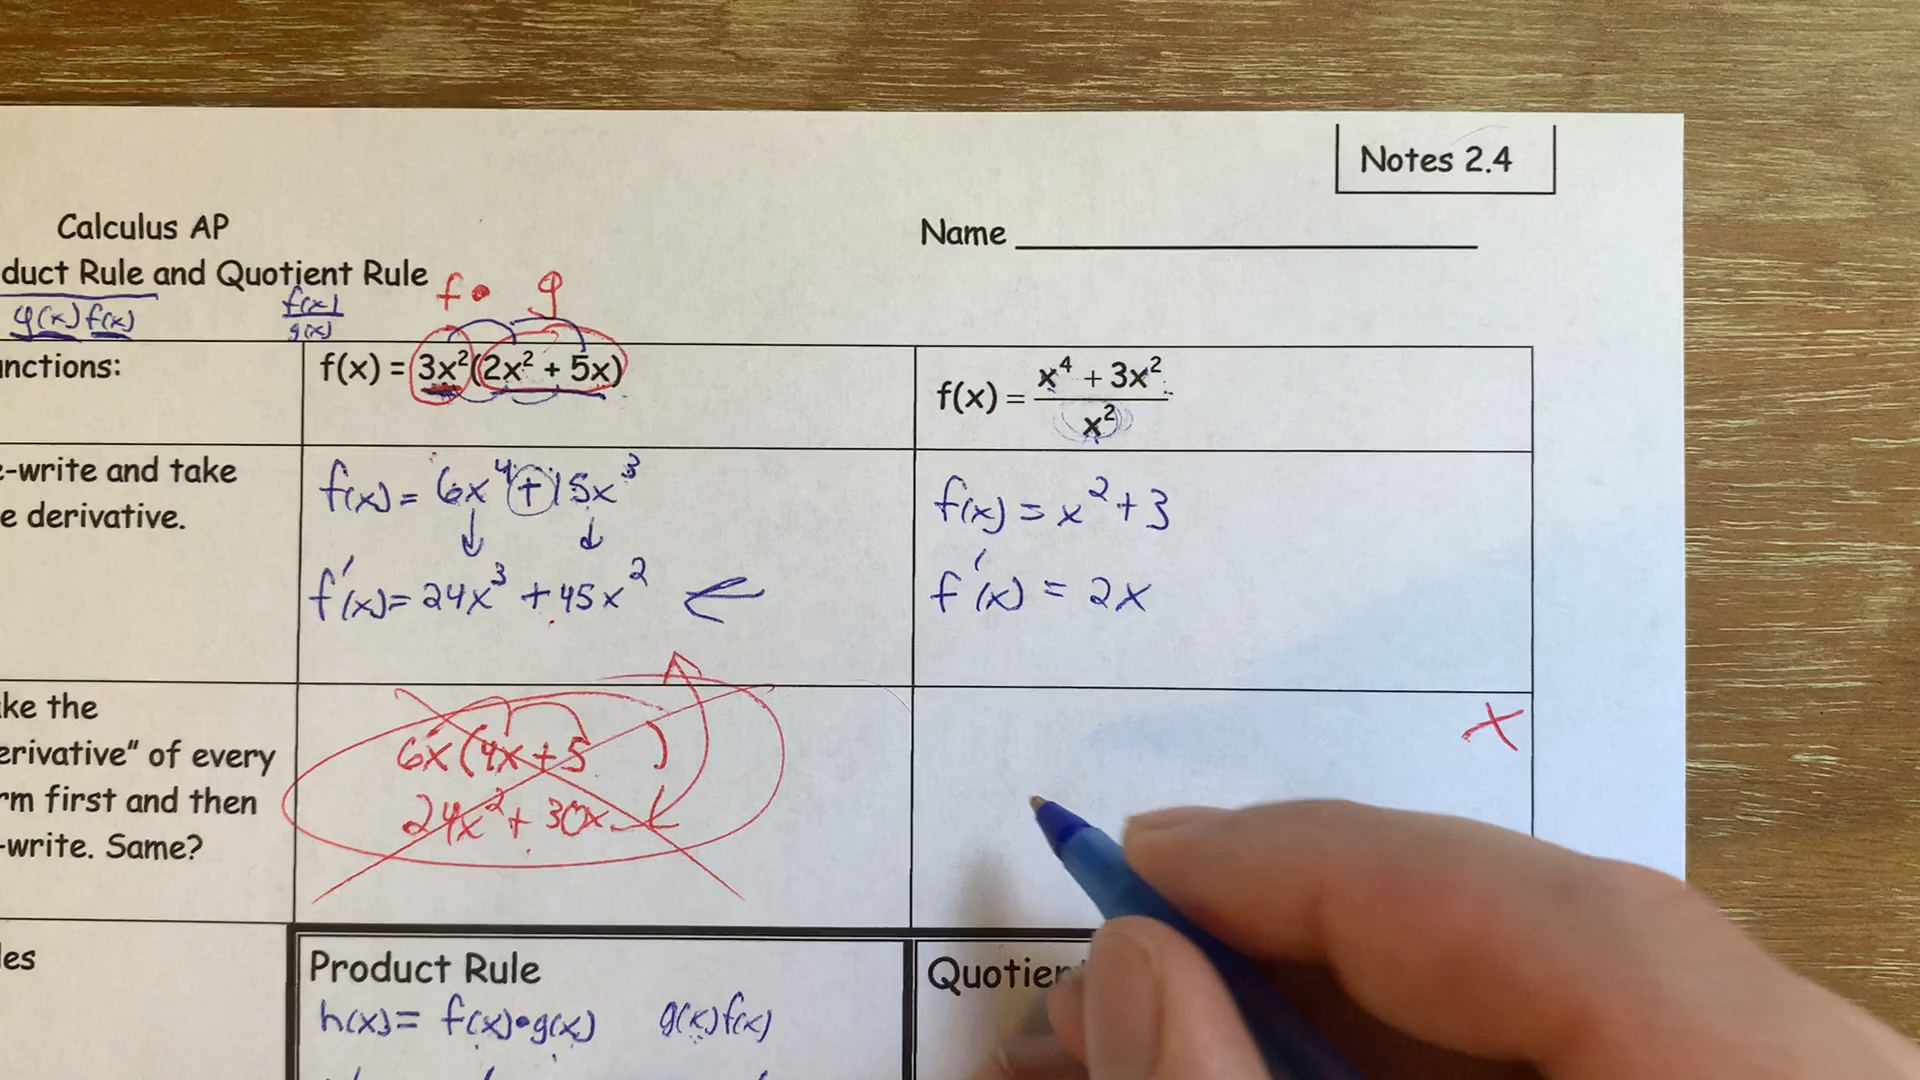 Notes 2.4
Calculus AP
Name
duct Rule and Quotient Rule
f • g
g(x) f(x)
f(x)
g(x)
nctions:
f(x) = 3x²(2x² + 5x)
f(x) = x⁴ + 3x²
x²
-write and take
e derivative.
f(x) = 6x⁴ + 15x³
f'(x) = 24x³ + 45x²
f(x) = x² + 3
f'(x) = 2x
ke the
erivative" of every
rm first and then
-write. Same?
6x(4x+5 )
24x² + 30x
X
les
Product Rule
h(x) = f(x)•g(x) g(x)f(x)
Quotien